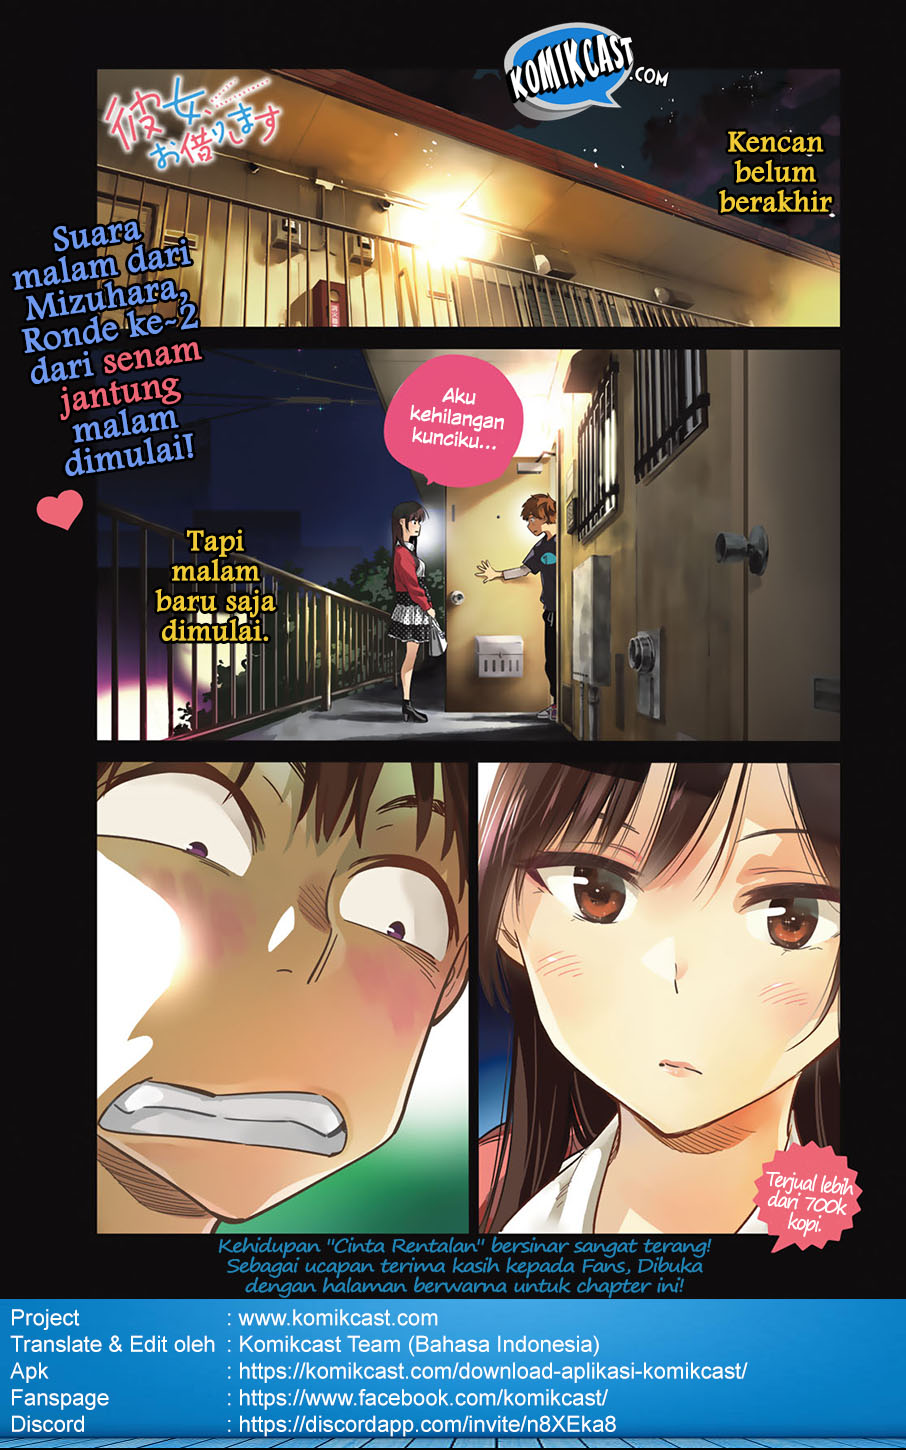 KOMIKCAST.COM
彼女、
お借りします
Kencan
belum
berakhir
Suara
malam dari
Mizuhara,
Ronde ke-2
dari senam
jantung
malam
dimulai!
Aku
kehilangan
kunciku...
Tapi
malam
baru saja
dimulai.
Terjual lebih
dari 700k
kopi.
Kehidupan "Cinta Rentalan" bersinar sangat terang!
Sebagai ucapan terima kasih kepada Fans, Dibuka
dengan halaman berwarna untuk chapter ini!
Project : www.komikcast.com
Translate & Edit oleh : Komikcast Team (Bahasa Indonesia)
Apk : https://komikcast.com/download-aplikasi-komikcast/
Fanspage : https://www.facebook.com/komikcast/
Discord : https://discordapp.com/invite/n8XEka8